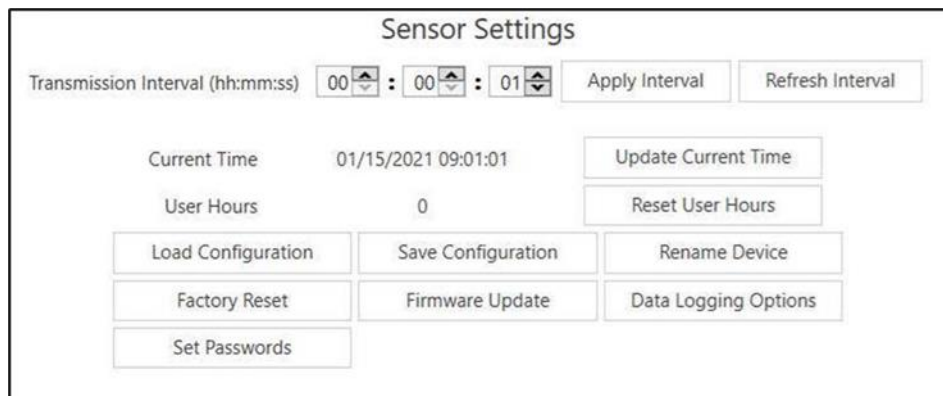 Sensor Settings
Transmission Interval (hh:mm:ss) 00 : 00 : 01 Apply Interval Refresh Interval
Current Time 01/15/2021 09:01:01 Update Current Time
User Hours 0 Reset User Hours
Load Configuration Save Configuration Rename Device
Factory Reset Firmware Update Data Logging Options
Set Passwords